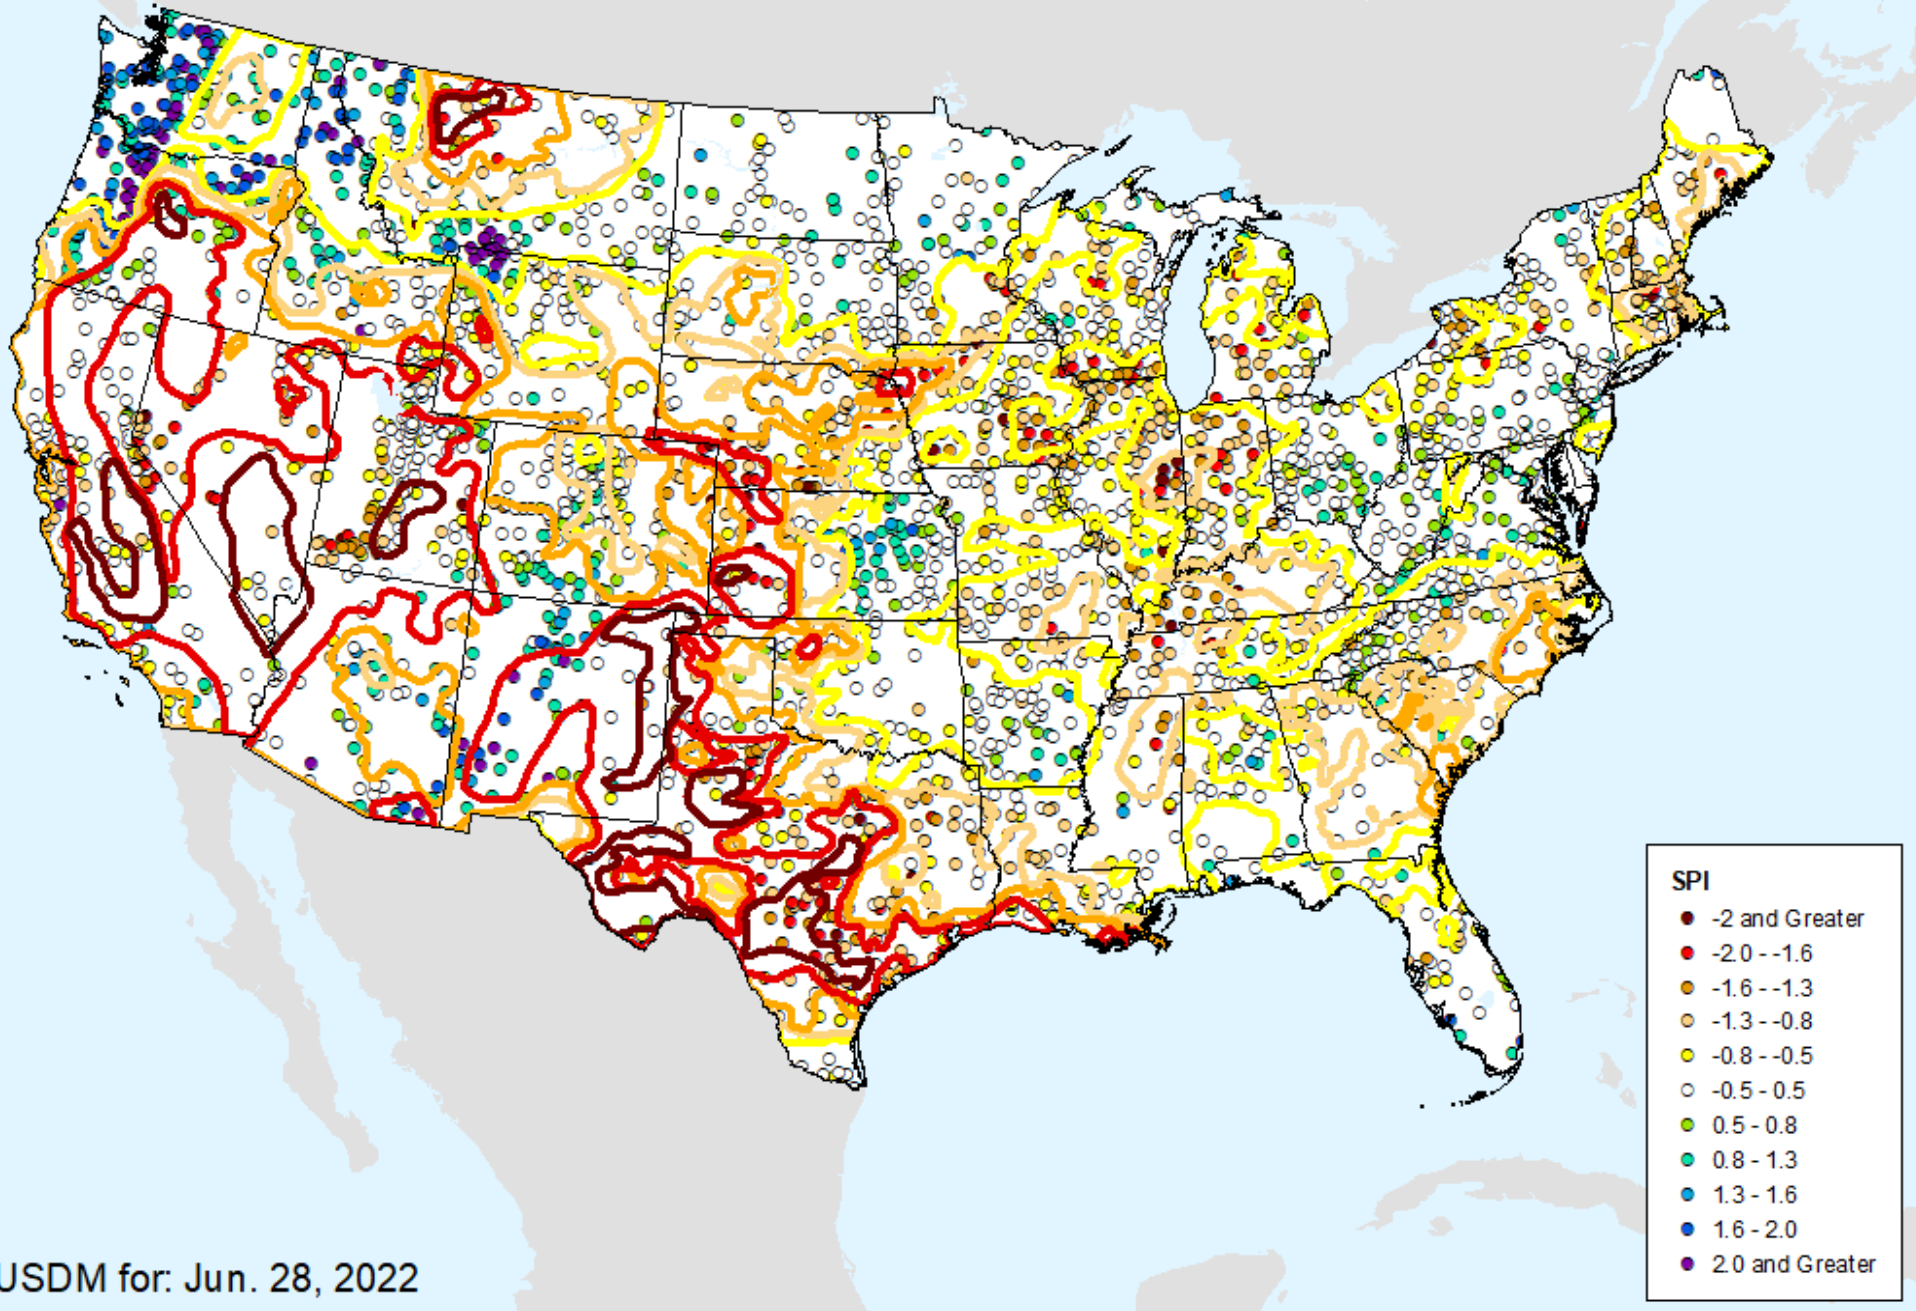 SPI
-2 and Greater
-2.0 - -1.6
-1.6 - -1.3
-1.3 - -0.8
-0.8 - -0.5
-0.5 - 0.5
0.5 - 0.8
0.8 - 1.3
1.3 - 1.6
1.6 - 2.0
2.0 and Greater
USDM for: Jun. 28, 2022